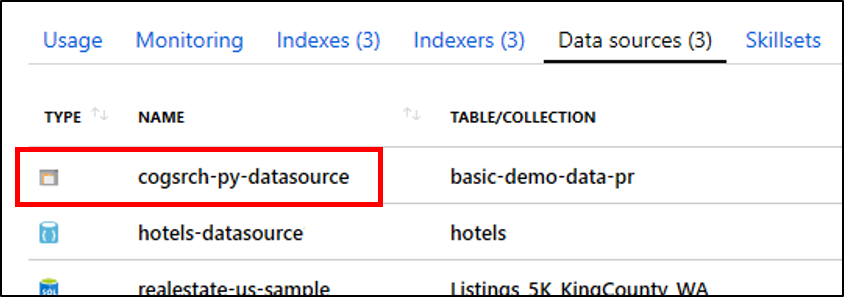 Usage Monitoring Indexes (3) Indexers (3) Data sources (3) Skillsets
TYPE NAME TABLE/COLLECTION
cogsrch-py-datasource basic-demo-data-pr
hotels-datasource hotels
SQL realestate-us-sample Listings_5K_KingCounty_WA